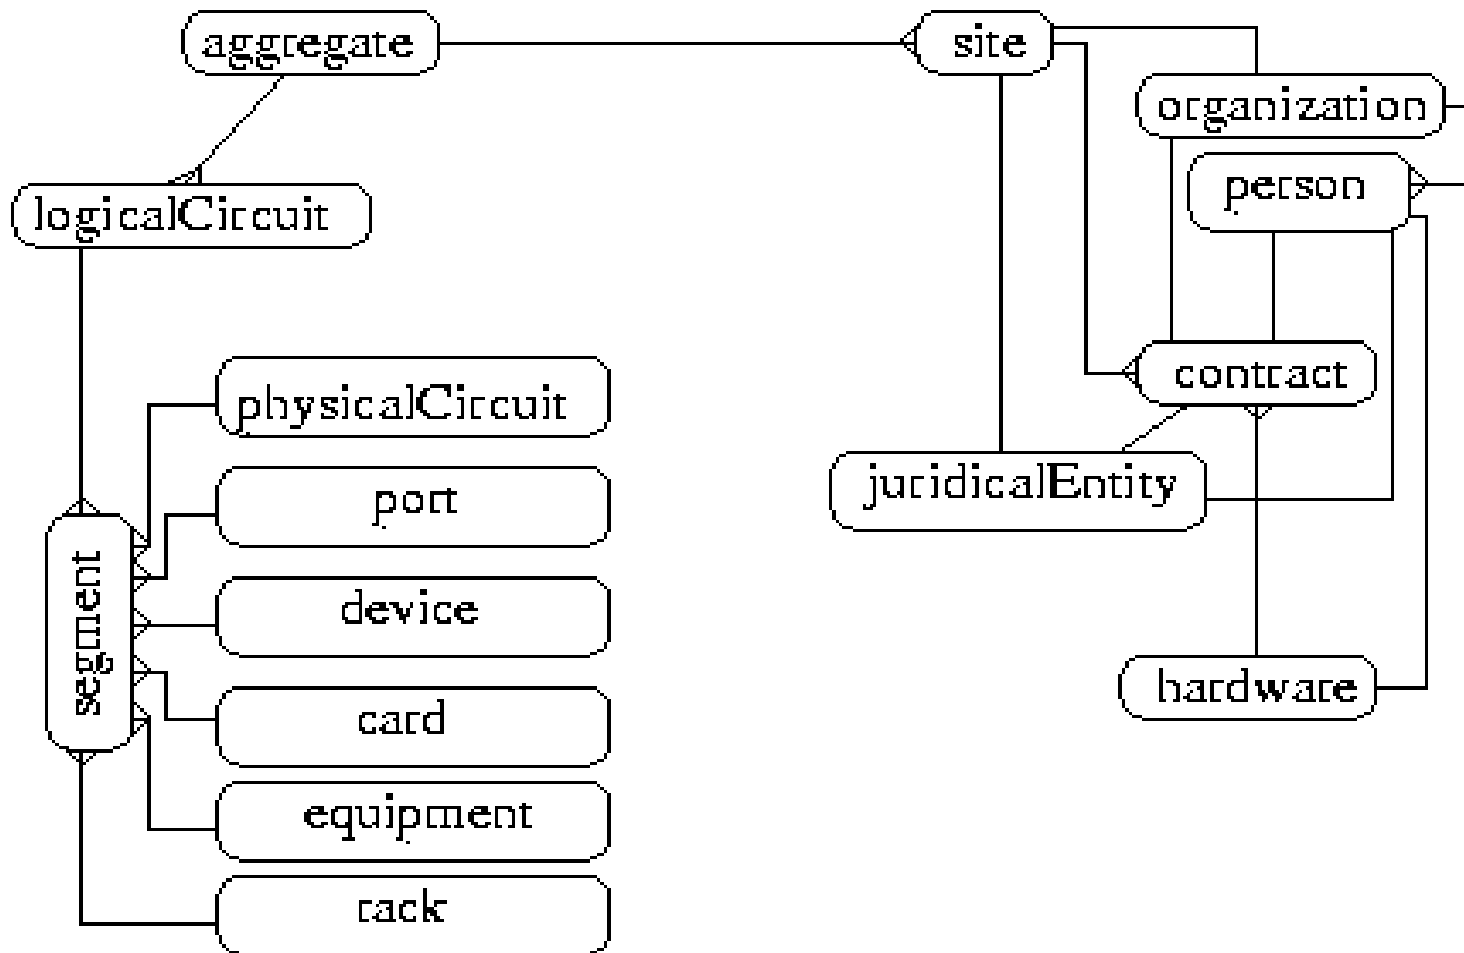 aggregate
site
organization
person
logicalCircuit
contract
physicalCircuit
juridicalEntity
port
segment
device
hardware
card
equipment
rack